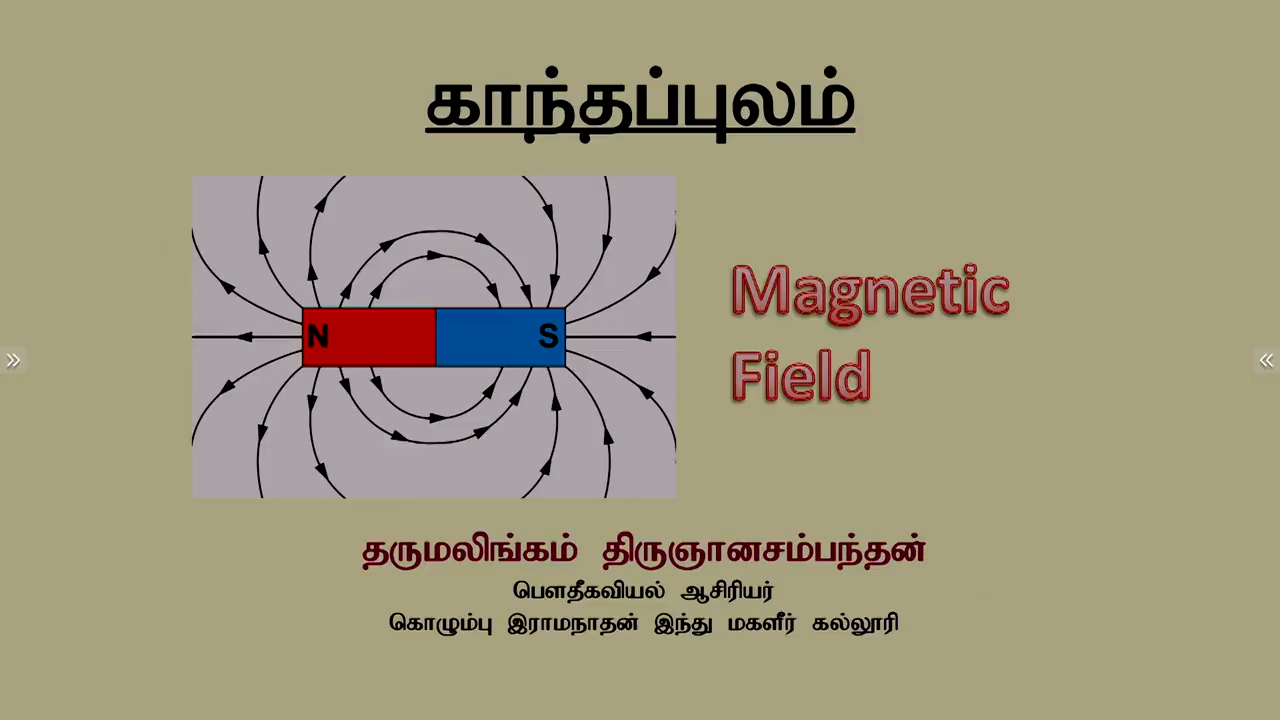 காந்தப்புலம்
N
S
Magnetic
Field
தருமலிங்கம் திருஞானசம்பந்தன்
பௌதீகவியல் ஆசிரியர்
கொழும்பு இராமநாதன் இந்து மகளீர் கல்லூரி